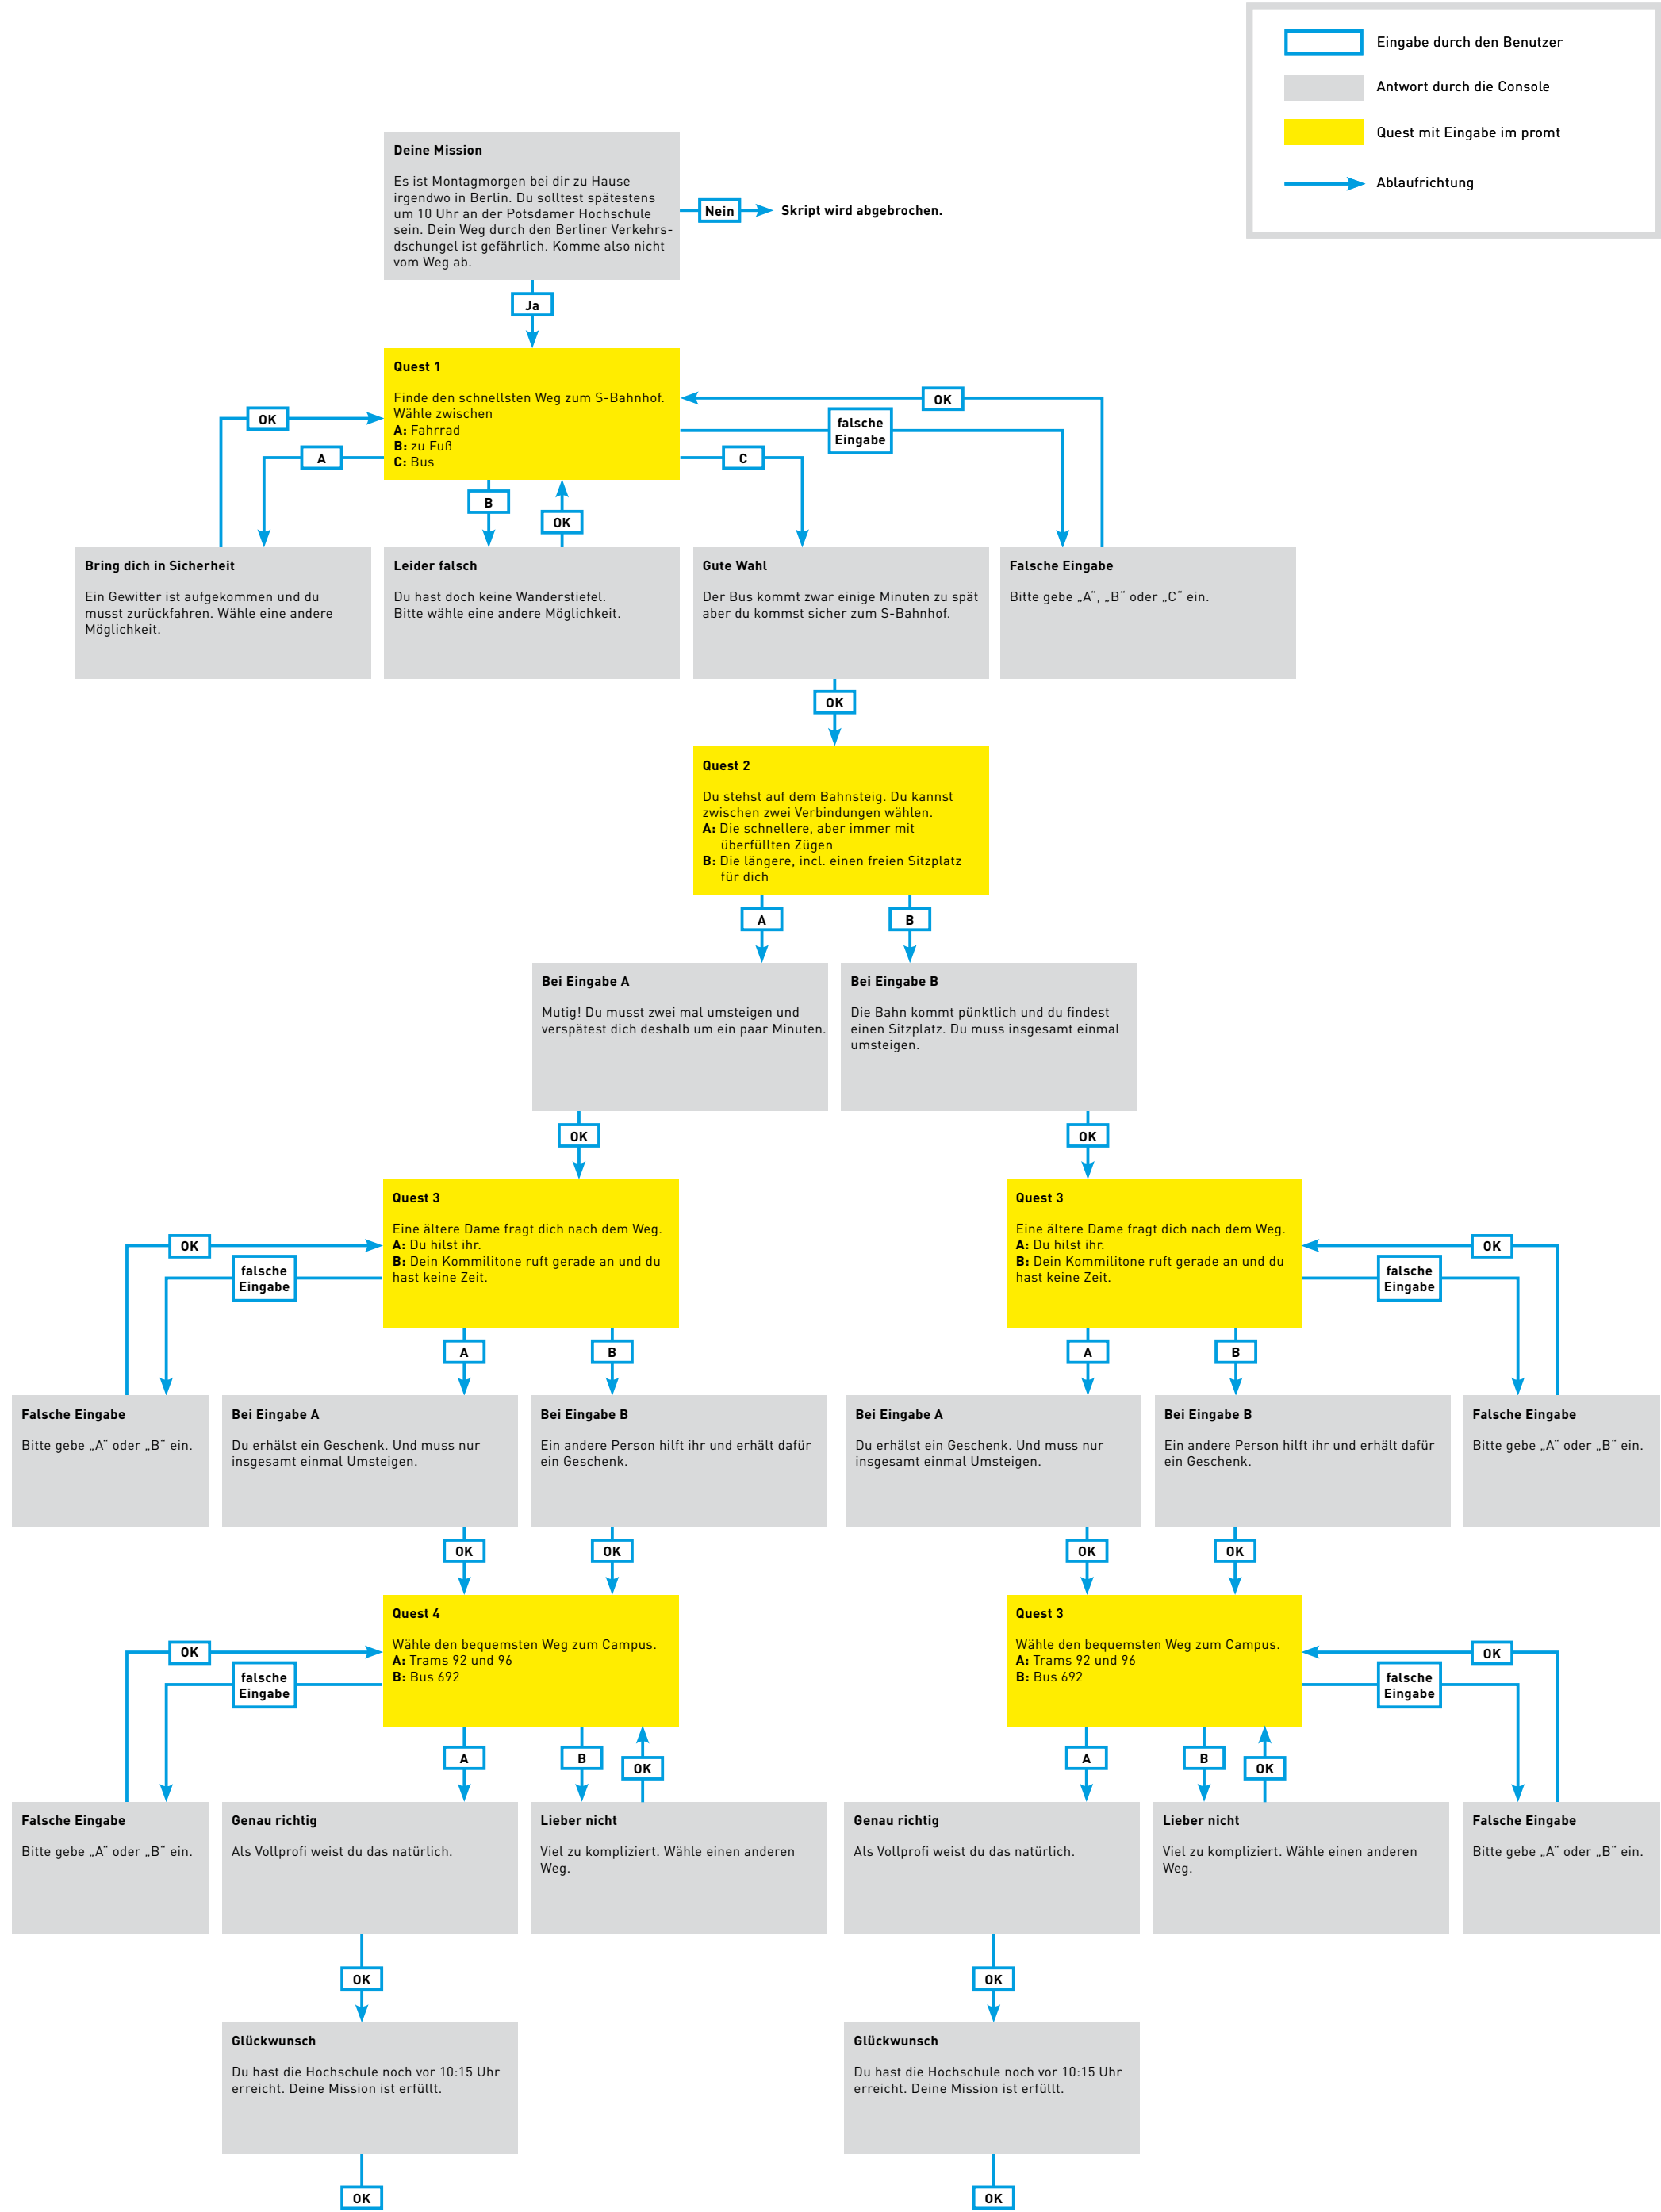 Eingabe durch den Benutzer
Antwort durch die Console
Quest mit Eingabe im promt
Ablaufrichtung
Deine Mission
Es ist Montagmorgen bei dir zu Hause
irgendwo in Berlin. Du solltest spätestens
um 10 Uhr an der Potsdamer Hochschule
sein. Dein Weg durch den Berliner Verkehrs-
dschungel ist gefährlich. Komme also nicht
vom Weg ab.
Nein
Skript wird abgebrochen.
Ja
Quest 1
Finde den schnellsten Weg zum S-Bahnhof.
Wähle zwischen
A: Fahrrad
B: zu Fuß
C: Bus
OK
A
B
OK
C
falsche
Eingabe
OK
Bring dich in Sicherheit
Ein Gewitter ist aufgekommen und du
musst zurückfahren. Wähle eine andere
Möglichkeit.
Leider falsch
Du hast doch keine Wanderstiefel.
Bitte wähle eine andere Möglichkeit.
Gute Wahl
Der Bus kommt zwar einige Minuten zu spät
aber du kommst sicher zum S-Bahnhof.
Falsche Eingabe
Bitte gebe „A“, „B“ oder „C“ ein.
OK
Quest 2
Du stehst auf dem Bahnsteig. Du kannst
zwischen zwei Verbindungen wählen.
A: Die schnellere, aber immer mit
überfüllten Zügen
B: Die längere, incl. einen freien Sitzplatz
für dich
A
B
Bei Eingabe A
Mutig! Du musst zwei mal umsteigen und
verspätest dich deshalb um ein paar Minuten.
Bei Eingabe B
Die Bahn kommt pünktlich und du findest
einen Sitzplatz. Du muss insgesamt einmal
umsteigen.
OK
OK
Quest 3
Eine ältere Dame fragt dich nach dem Weg.
A: Du hilst ihr.
B: Dein Kommilitone ruft gerade an und du
hast keine Zeit.
OK
falsche
Eingabe
A
B
Quest 3
Eine ältere Dame fragt dich nach dem Weg.
A: Du hilst ihr.
B: Dein Kommilitone ruft gerade an und du
hast keine Zeit.
OK
falsche
Eingabe
A
B
Falsche Eingabe
Bitte gebe „A“ oder „B“ ein.
Bei Eingabe A
Du erhälst ein Geschenk. Und muss nur
insgesamt einmal Umsteigen.
Bei Eingabe B
Ein andere Person hilft ihr und erhält dafür
ein Geschenk.
Bei Eingabe A
Du erhälst ein Geschenk. Und muss nur
insgesamt einmal Umsteigen.
Bei Eingabe B
Ein andere Person hilft ihr und erhält dafür
ein Geschenk.
Falsche Eingabe
Bitte gebe „A“ oder „B“ ein.
OK
OK
OK
OK
Quest 4
Wähle den bequemsten Weg zum Campus.
A: Trams 92 und 96
B: Bus 692
OK
falsche
Eingabe
A
B
OK
Quest 3
Wähle den bequemsten Weg zum Campus.
A: Trams 92 und 96
B: Bus 692
OK
falsche
Eingabe
A
B
OK
Falsche Eingabe
Bitte gebe „A“ oder „B“ ein.
Genau richtig
Als Vollprofi weist du das natürlich.
Lieber nicht
Viel zu kompliziert. Wähle einen anderen
Weg.
Genau richtig
Als Vollprofi weist du das natürlich.
Lieber nicht
Viel zu kompliziert. Wähle einen anderen
Weg.
Falsche Eingabe
Bitte gebe „A“ oder „B“ ein.
OK
OK
Glückwunsch
Du hast die Hochschule noch vor 10:15 Uhr
erreicht. Deine Mission ist erfüllt.
Glückwunsch
Du hast die Hochschule noch vor 10:15 Uhr
erreicht. Deine Mission ist erfüllt.
OK
OK